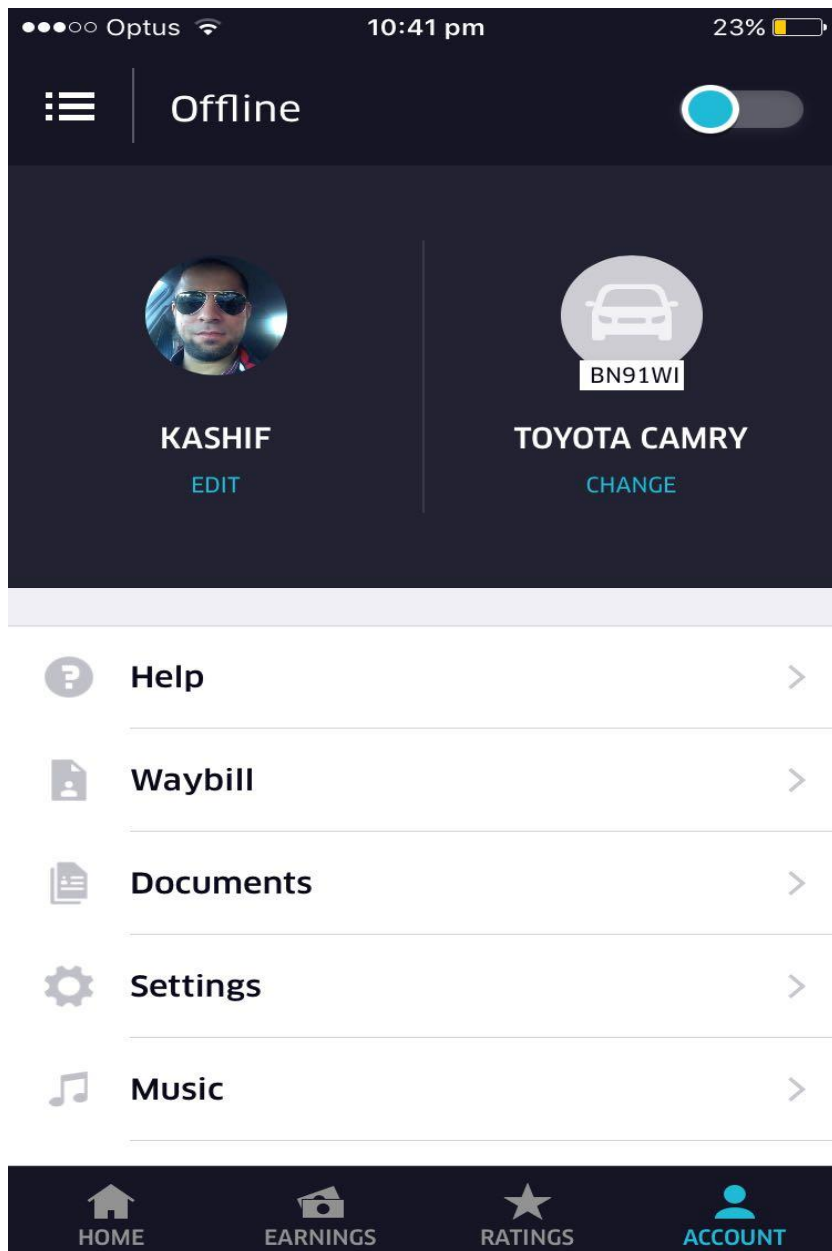 Optus 10:41 pm 23%
Offline
BN91WI
KASHIF TOYOTA CAMRY
EDIT CHANGE
Help
Waybill
Documents
Settings
Music
HOME EARNINGS RATINGS ACCOUNT